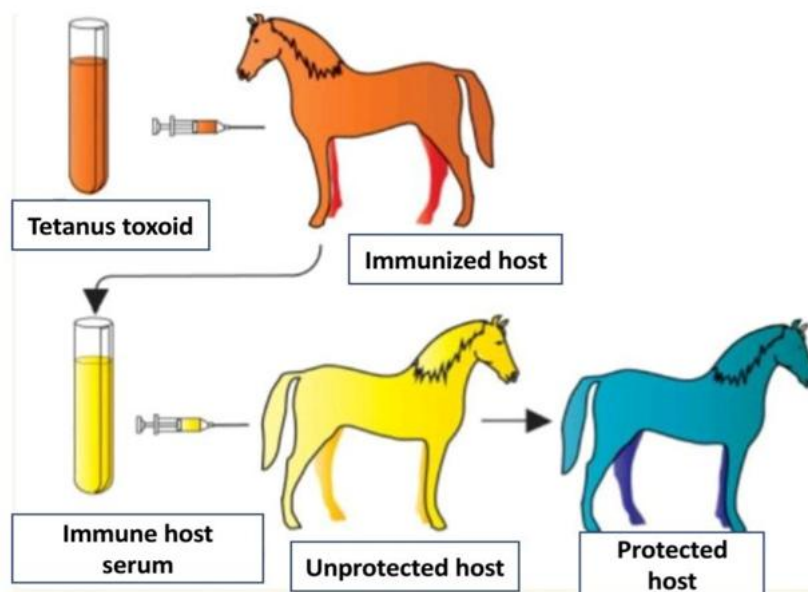 Tetanus toxoid
Immunized host
Immune host
serum
Unprotected host
Protected
host